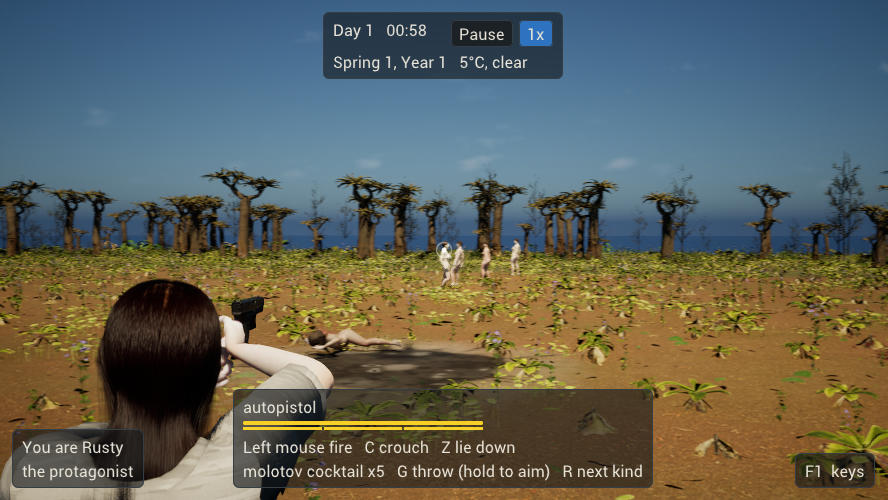 Day 1 00:58 Pause 1x
Spring 1, Year 1 5°C, clear
autopistol
Left mouse fire C crouch Z lie down
molotov cocktail x5 G throw (hold to aim) R next kind
You are Rusty
the protagonist
F1 keys